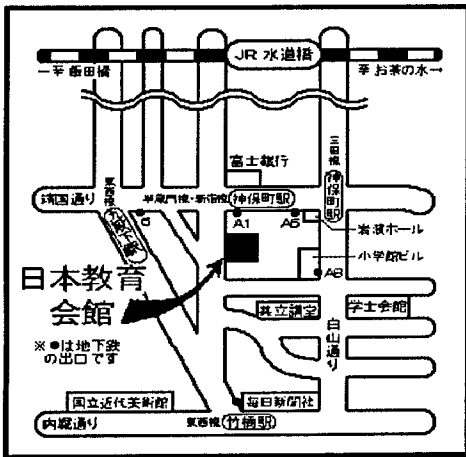 JR 水道橋
←至 飯田橋
至 お茶の水→
三田線
富士銀行
東西線
半蔵門線・新宿線
神保町駅
神保町駅
靖国通り
A1
A6
岩波ホール
小学館ビル
A8
日本教育
会館
共立講堂
学士会館
※●は地下鉄
の出口です
白山通り
国立近代美術館
毎日新聞社
内堀通り
東西線
竹橋駅